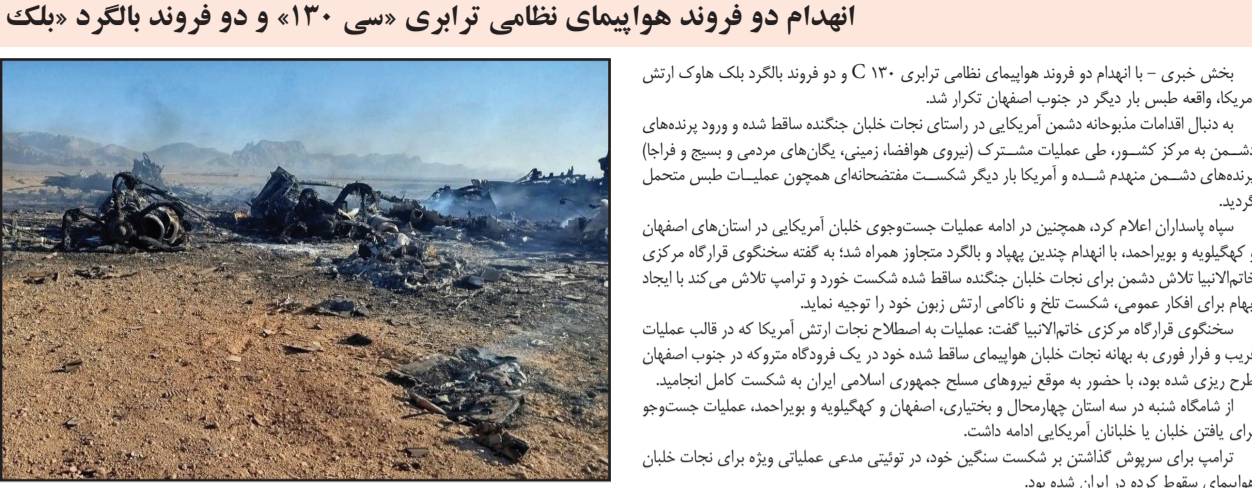 انهدام دو فروند هواپیمای نظامی ترابری «سی ۱۳۰» و دو فروند بالگرد «بلک
بخش خبری - با انهدام دو فروند هواپیمای نظامی ترابری C ۱۳۰ و دو فروند بالگرد بلک هاوک ارتش
مریکا، واقعه طبس بار دیگر در جنوب اصفهان تکرار شد.
به دنبال اقدامات مذبوحانه دشمن آمریکایی در راستای نجات خلبان جنگنده ساقط شده و ورود پرنده‌های
دشمن به مرکز کشور، طی عملیات مشترک (نیروی هوافضا، زمینی، یگان‌های مردمی و بسیج و فراجا)
پرنده‌های دشمن منهدم شده و آمریکا بار دیگر شکست مفتضحانه‌ای همچون عملیات طبس متحمل
گردید.
سپاه پاسداران اعلام کرد، همچنین در ادامه عملیات جست‌وجوی خلبان آمریکایی در استان‌های اصفهان
و کهگیلویه و بویراحمد، با انهدام چندین پهپاد و بالگرد متجاوز همراه شد؛ به گفته سخنگوی قرارگاه مرکزی
خاتم‌الانبیا تلاش دشمن برای نجات خلبان جنگنده ساقط شده شکست خورد و ترامپ تلاش می‌کند با ایجاد
بهام برای افکار عمومی، شکست تلخ و ناکامی ارتش زبون خود را توجیه نماید.
سخنگوی قرارگاه مرکزی خاتم‌الانبیا گفت: عملیات به اصطلاح نجات ارتش آمریکا که در قالب عملیات
فریب و فرار فوری به بهانه نجات خلبان هواپیمای ساقط شده خود در یک فرودگاه متروکه در جنوب اصفهان
طرح ریزی شده بود، با حضور به موقع نیروهای مسلح جمهوری اسلامی ایران به شکست کامل انجامید.
از شامگاه شنبه در سه استان چهارمحال و بختیاری، اصفهان و کهگیلویه و بویراحمد، عملیات جست‌وجو
برای یافتن خلبان یا خلبانان آمریکایی ادامه داشت.
ترامپ برای سرپوش گذاشتن بر شکست سنگین خود، در توئیتی مدعی عملیاتی ویژه برای نجات خلبان
هواپیمای سقوط کرده در ایران شده بود.